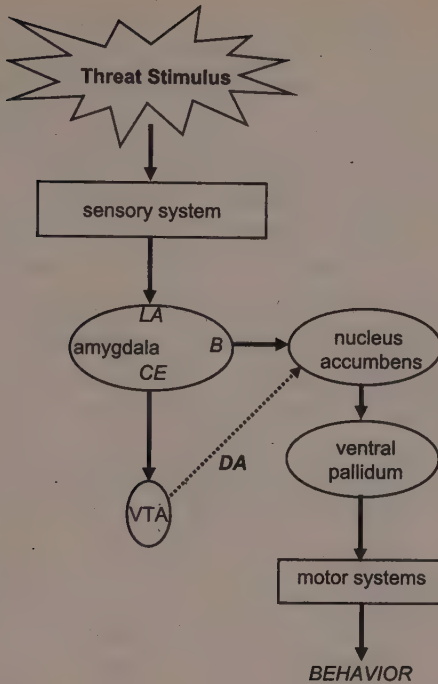 Threat Stimulus
sensory system
LA
amygdala
B
CE
nucleus
accumbens
VTA
DA
ventral
pallidum
motor systems
BEHAVIOR